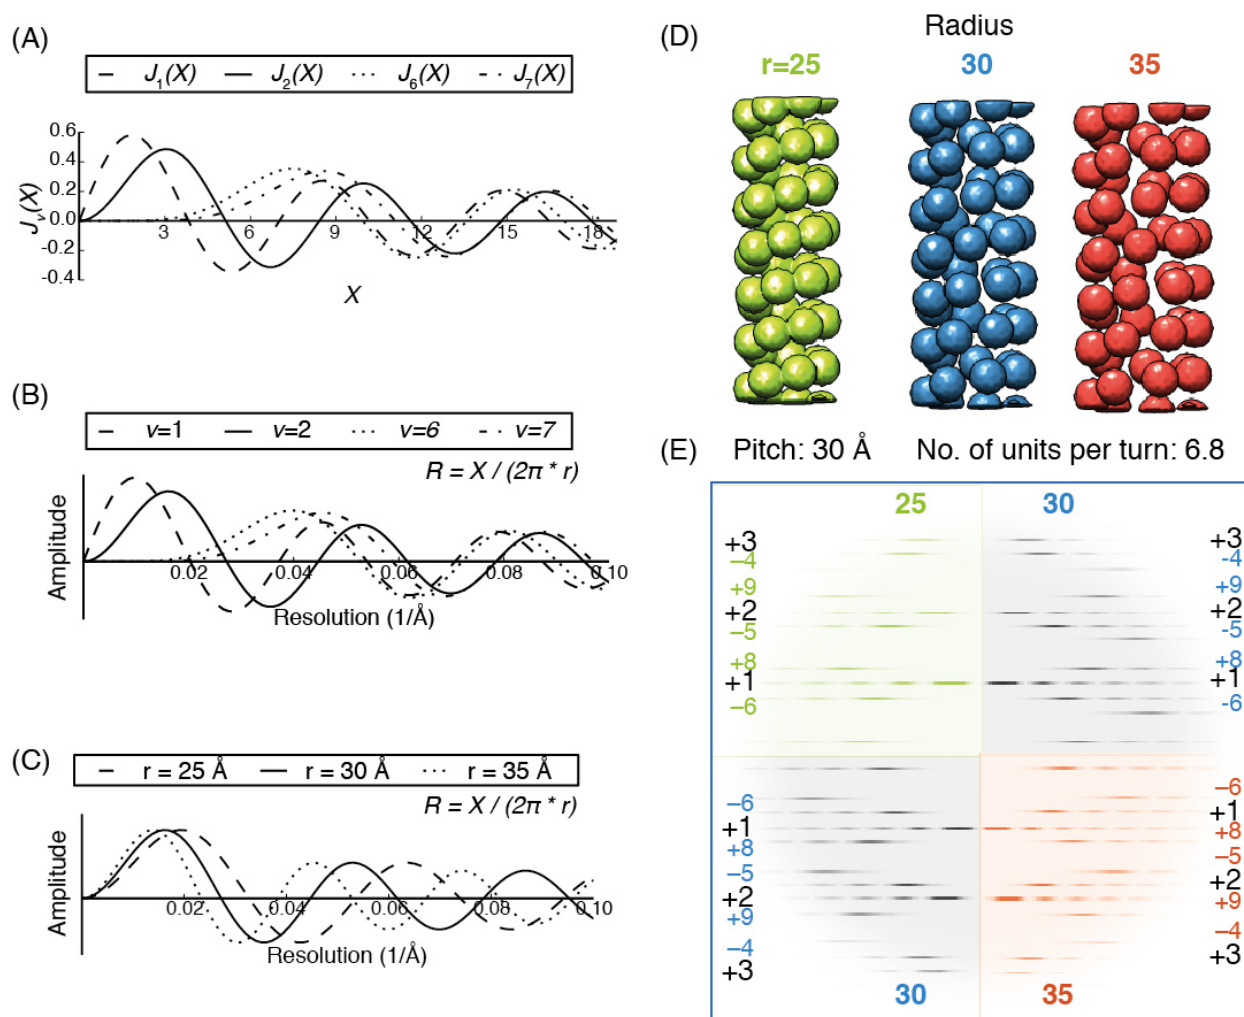 (A)
J1(X) J2(X) J6(X) J7(X)
Jv(X)
0.6
0.4
0.2
0.0
-0.2
-0.4
3 6 9 12 15 18
X
(B)
v=1 v=2 v=6 v=7
R = X / (2π * r)
Amplitude
0.02 0.04 0.06 0.08 0.10
Resolution (1/Å)
(C)
r = 25 Å r = 30 Å r = 35 Å
R = X / (2π * r)
Amplitude
0.02 0.04 0.06 0.08 0.10
Resolution (1/Å)
(D)
Radius
r=25 30 35
(E) Pitch: 30 Å No. of units per turn: 6.8
25 30
+3
–4
+9
+2
–5
+8
+1
–6
+3
-4
+9
+2
-5
+8
+1
-6
–6
+1
+8
–5
+2
+9
–4
+3
–6
+1
+8
–5
+2
+9
–4
+3
30 35